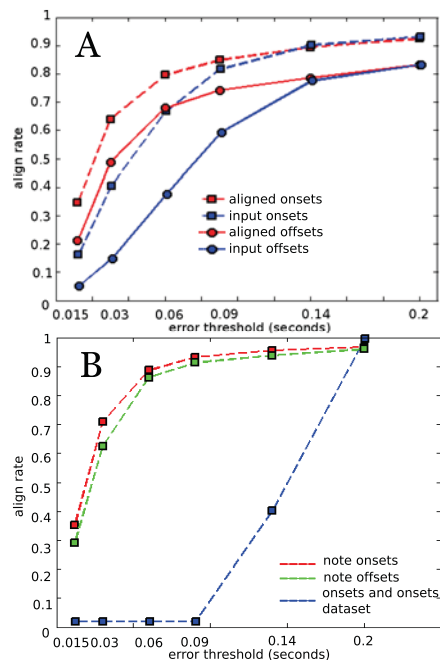 A
1
0.9
0.8
0.7
0.6
0.5
0.4
0.3
0.2
0.1
0
align rate
aligned onsets
input onsets
aligned offsets
input offsets
0.015 0.03 0.06 0.09 0.14 0.2
error threshold (seconds)
B
1
0.9
0.8
0.7
0.6
0.5
0.4
0.3
0.2
0.1
0
align rate
note onsets
note offsets
onsets and onsets
dataset
0.015 0.03 0.06 0.09 0.14 0.2
error threshold (seconds)